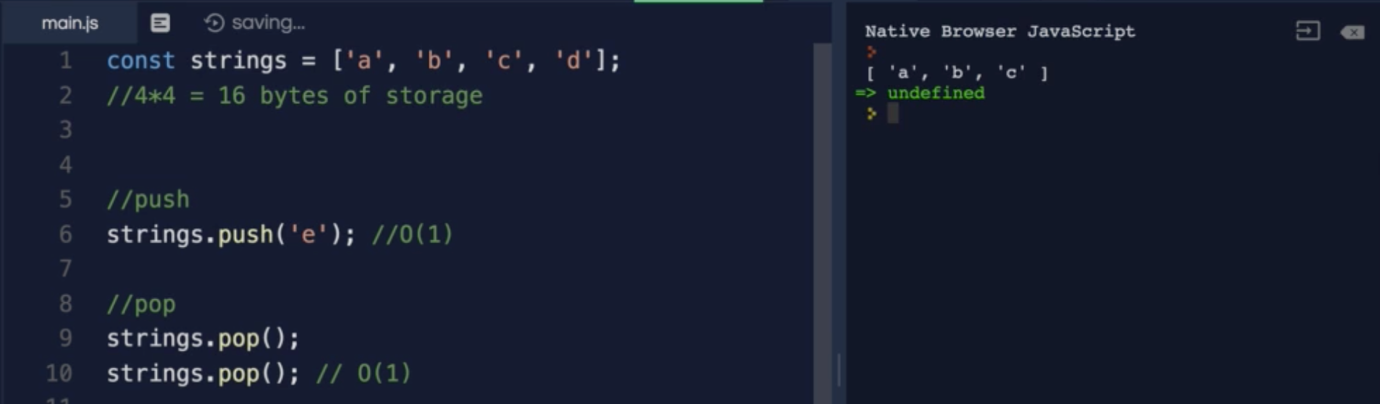 main.js saving...
1 const strings = ['a', 'b', 'c', 'd'];
2 //4*4 = 16 bytes of storage
3
4
5 //push
6 strings.push('e'); //O(1)
7
8 //pop
9 strings.pop();
10 strings.pop(); // O(1)
Native Browser JavaScript
[ 'a', 'b', 'c' ]
=> undefined